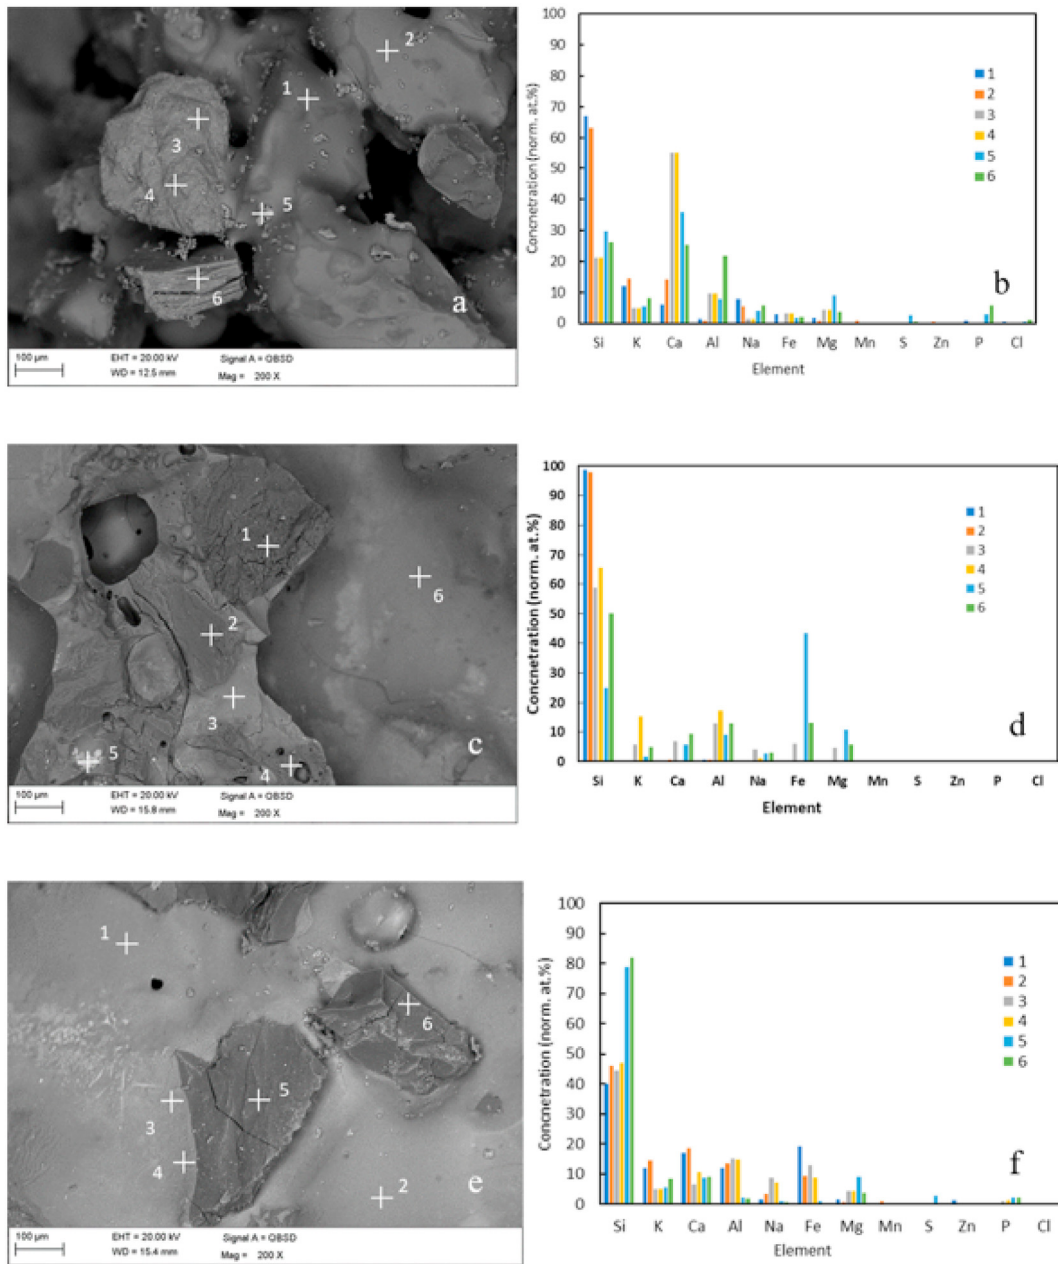 2
1
3
4
5
6
a
100 µm
EHT = 20.00 kV
Signal A = QBSD
WD = 12.5 mm
Mag = 200 X
100
90
80
70
60
50
40
30
20
10
0
Concnetration (norm. at.%)
1
2
3
4
5
6
b
Si K Ca Al Na Fe Mg Mn S Zn P Cl
Element
1
6
2
3
5
4
c
100 µm
EHT = 20.00 kV
Signal A = QBSD
WD = 15.8 mm
Mag = 200 X
100
90
80
70
60
50
40
30
20
10
0
Concnetration (norm. at.%)
1
2
3
4
5
6
d
Si K Ca Al Na Fe Mg Mn S Zn P Cl
Element
1
6
5
3
4
2
e
100 µm
EHT = 20.00 kV
Signal A = QBSD
WD = 15.4 mm
Mag = 200 X
100
90
80
70
60
50
40
30
20
10
0
Concnetration (norm. at.%)
1
2
3
4
5
6
f
Si K Ca Al Na Fe Mg Mn S Zn P Cl
Element